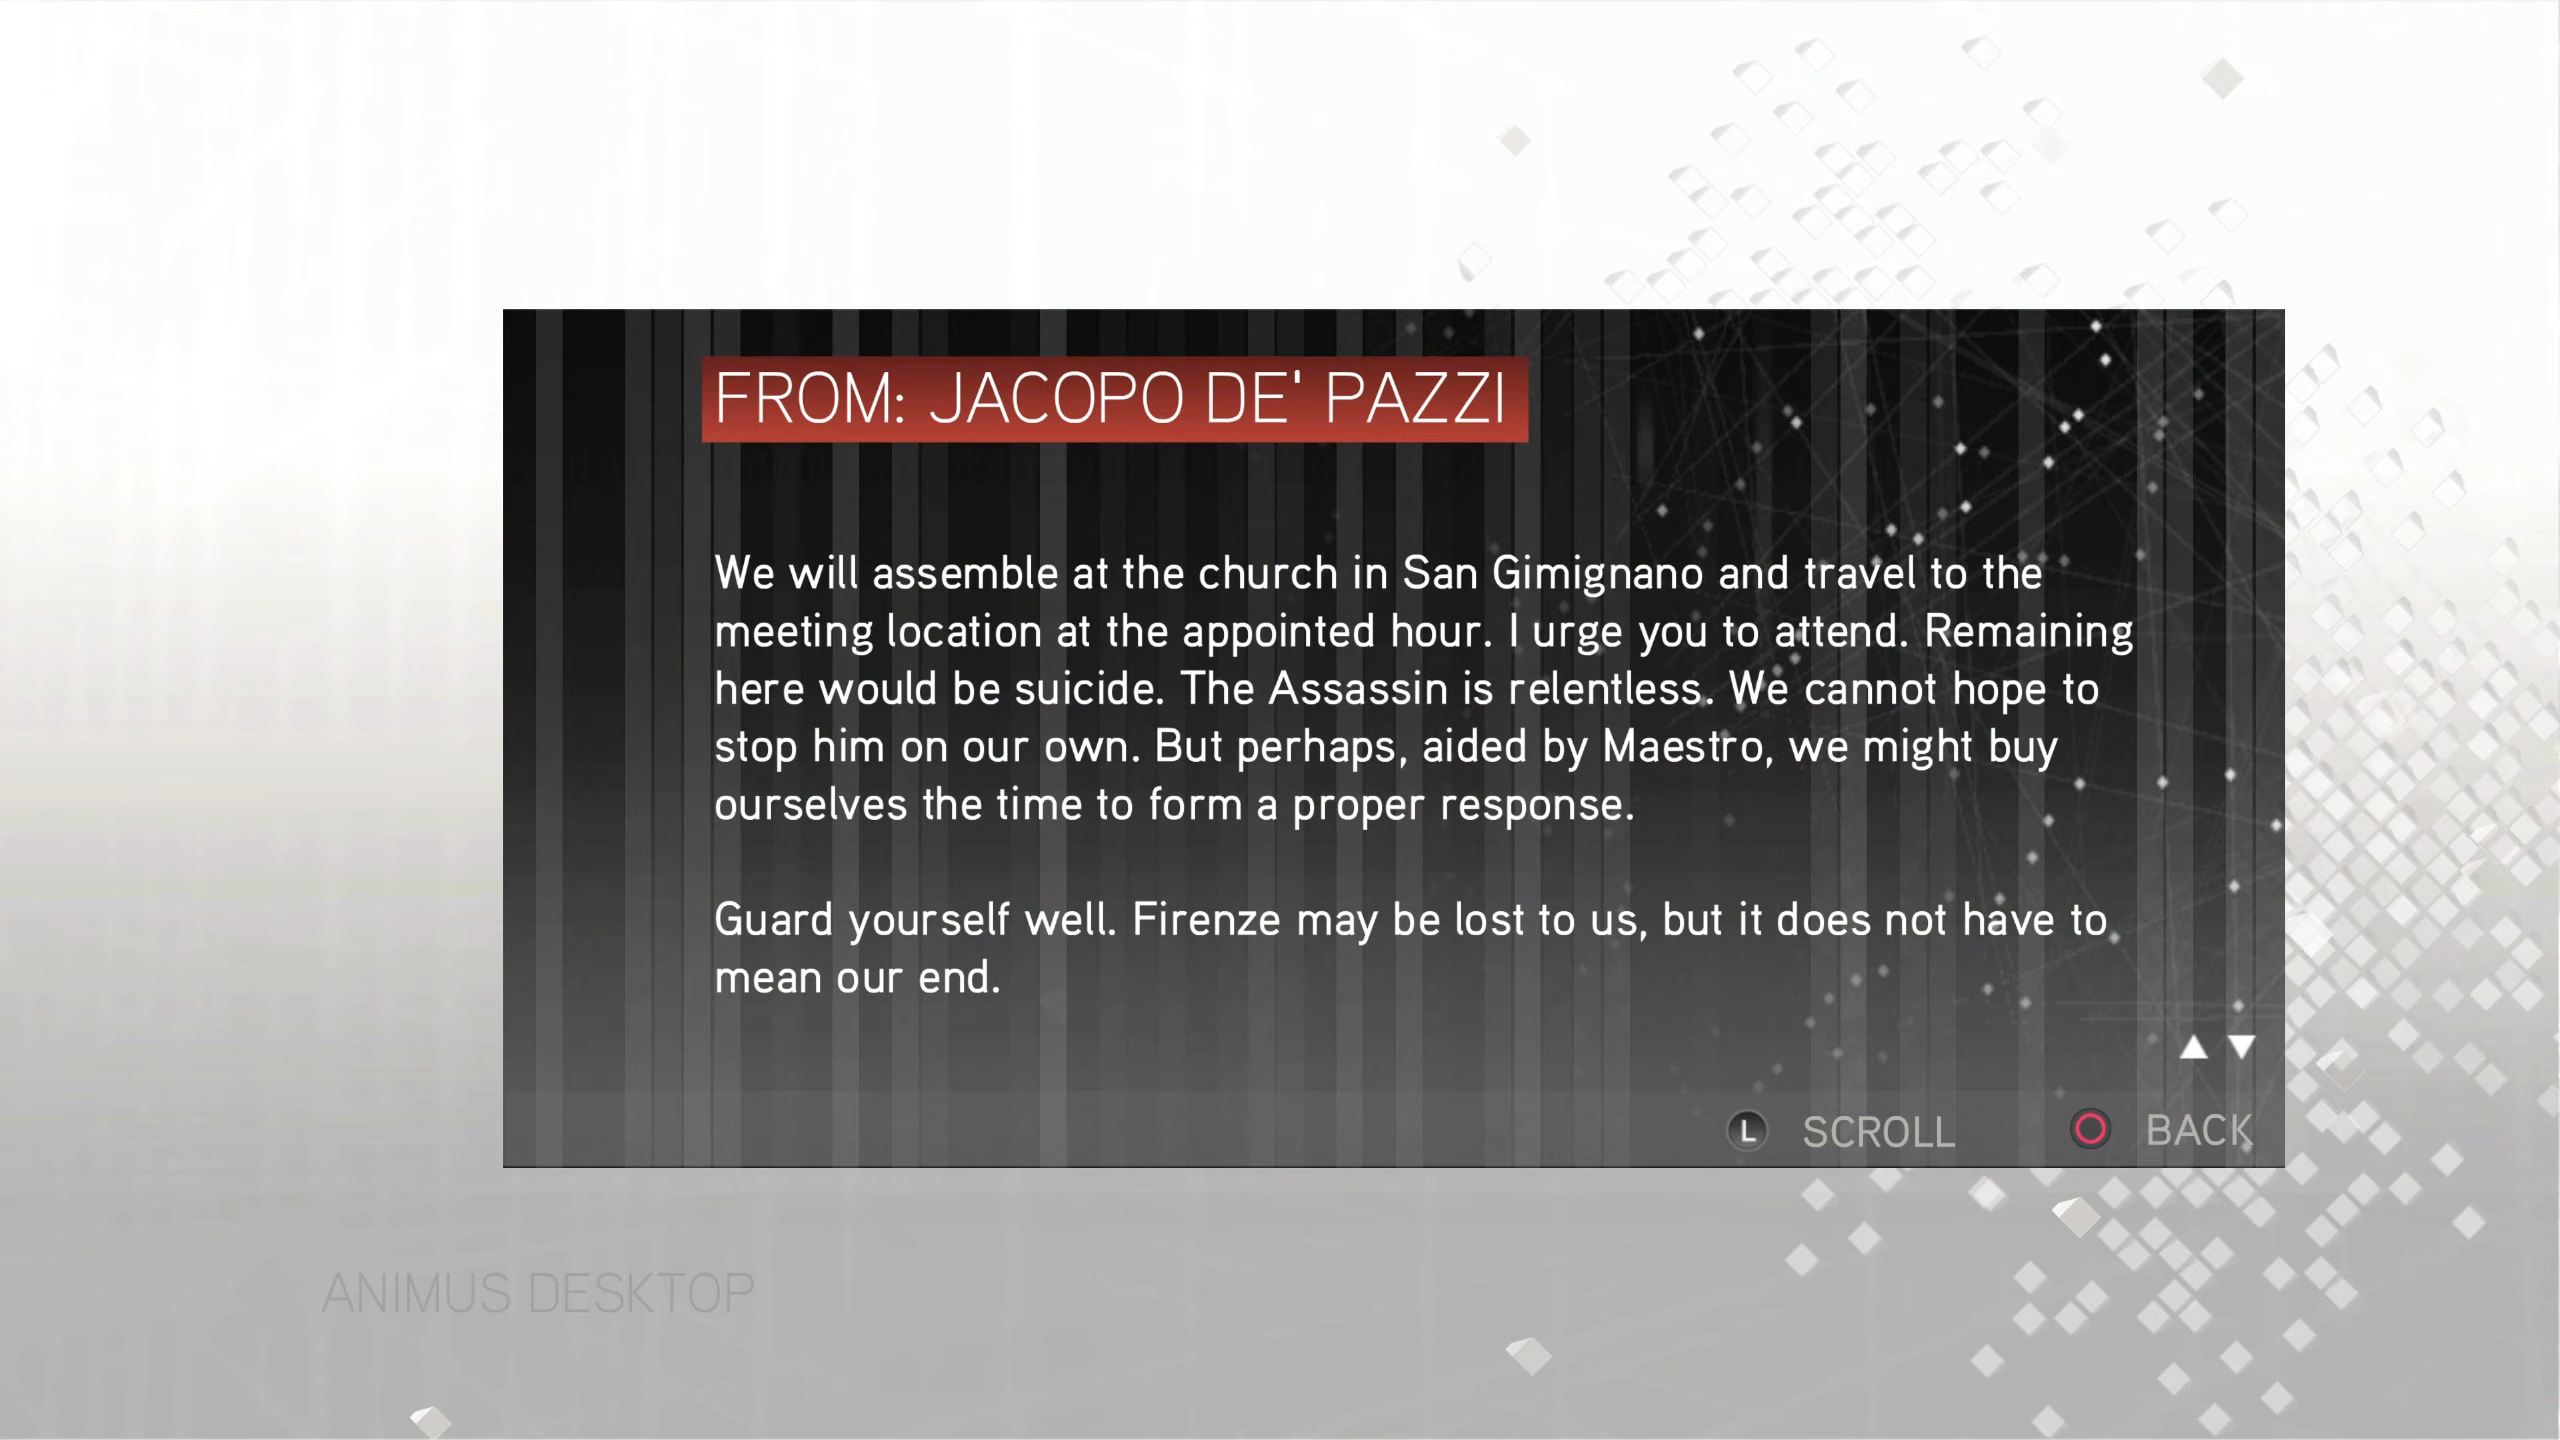 FROM: JACOPO DE' PAZZI
We will assemble at the church in San Gimignano and travel to the
meeting location at the appointed hour. I urge you to attend. Remaining
here would be suicide. The Assassin is relentless. We cannot hope to
stop him on our own. But perhaps, aided by Maestro, we might buy
ourselves the time to form a proper response.
Guard yourself well. Firenze may be lost to us, but it does not have to
mean our end.
L SCROLL BACK
ANIMUS DESKTOP